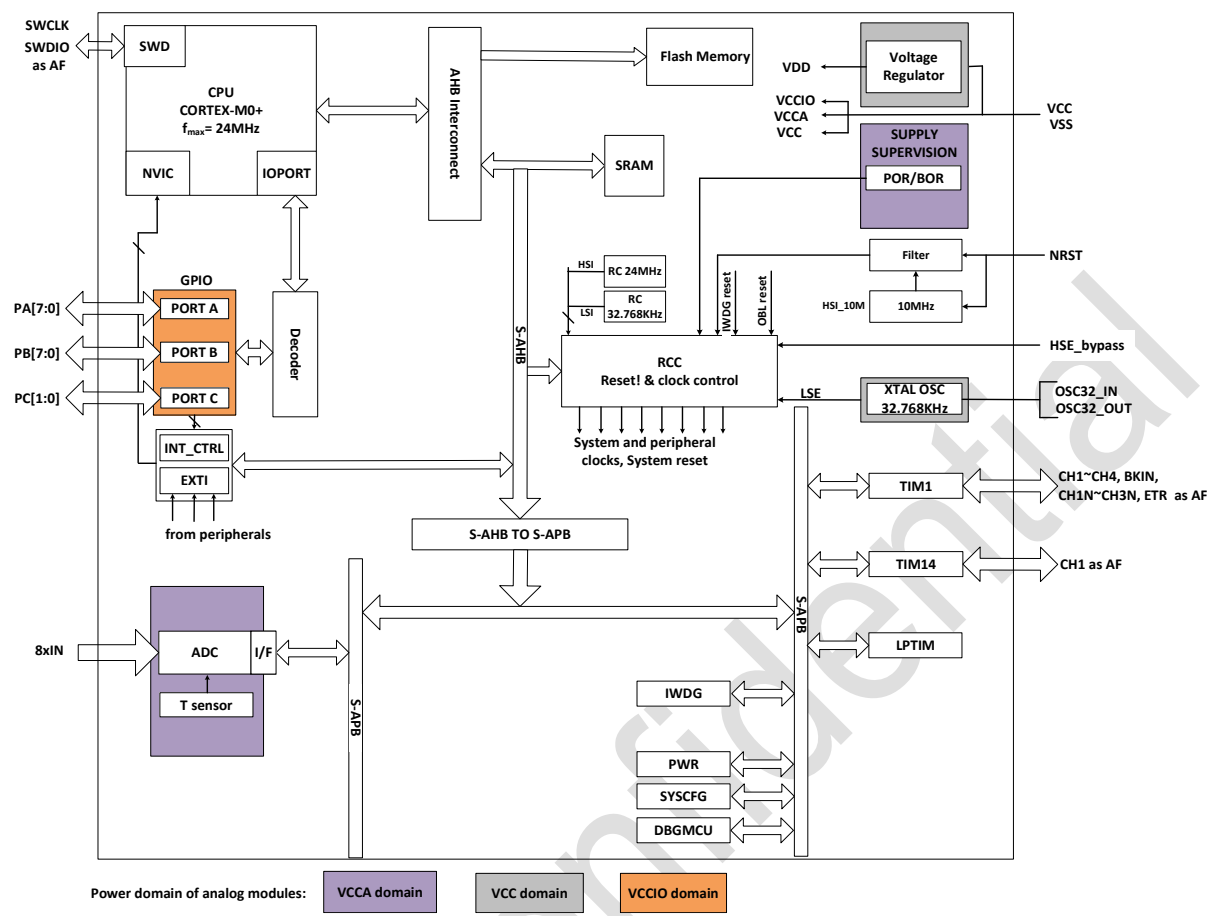 SWCLK
SWDIO
as AF
SWD
CPU
CORTEX-M0+
fmax= 24MHz
NVIC
IOPORT
AHB Interconnect
Flash Memory
SRAM
Voltage
Regulator
VDD
VCCIO
VCCA
VCC
VCC
VSS
SUPPLY
SUPERVISION
POR/BOR
Filter
NRST
HSI_10M
10MHz
HSI
RC 24MHz
LSI
RC
32.768KHz
IWDG reset
OBL reset
GPIO
PA[7:0]
PORT A
PB[7:0]
PORT B
PC[1:0]
PORT C
Decoder
S-AHB
RCC
Reset! & clock control
HSE_bypass
LSE
XTAL OSC
32.768KHz
OSC32_IN
OSC32_OUT
System and peripheral
clocks, System reset
INT_CTRL
EXTI
from peripherals
S-AHB TO S-APB
TIM1
CH1~CH4, BKIN,
CH1N~CH3N, ETR as AF
TIM14
CH1 as AF
S-APB
LPTIM
8xIN
ADC
I/F
T sensor
S-APB
IWDG
PWR
SYSCFG
DBGMCU
Power domain of analog modules:
VCCA domain
VCC domain
VCCIO domain